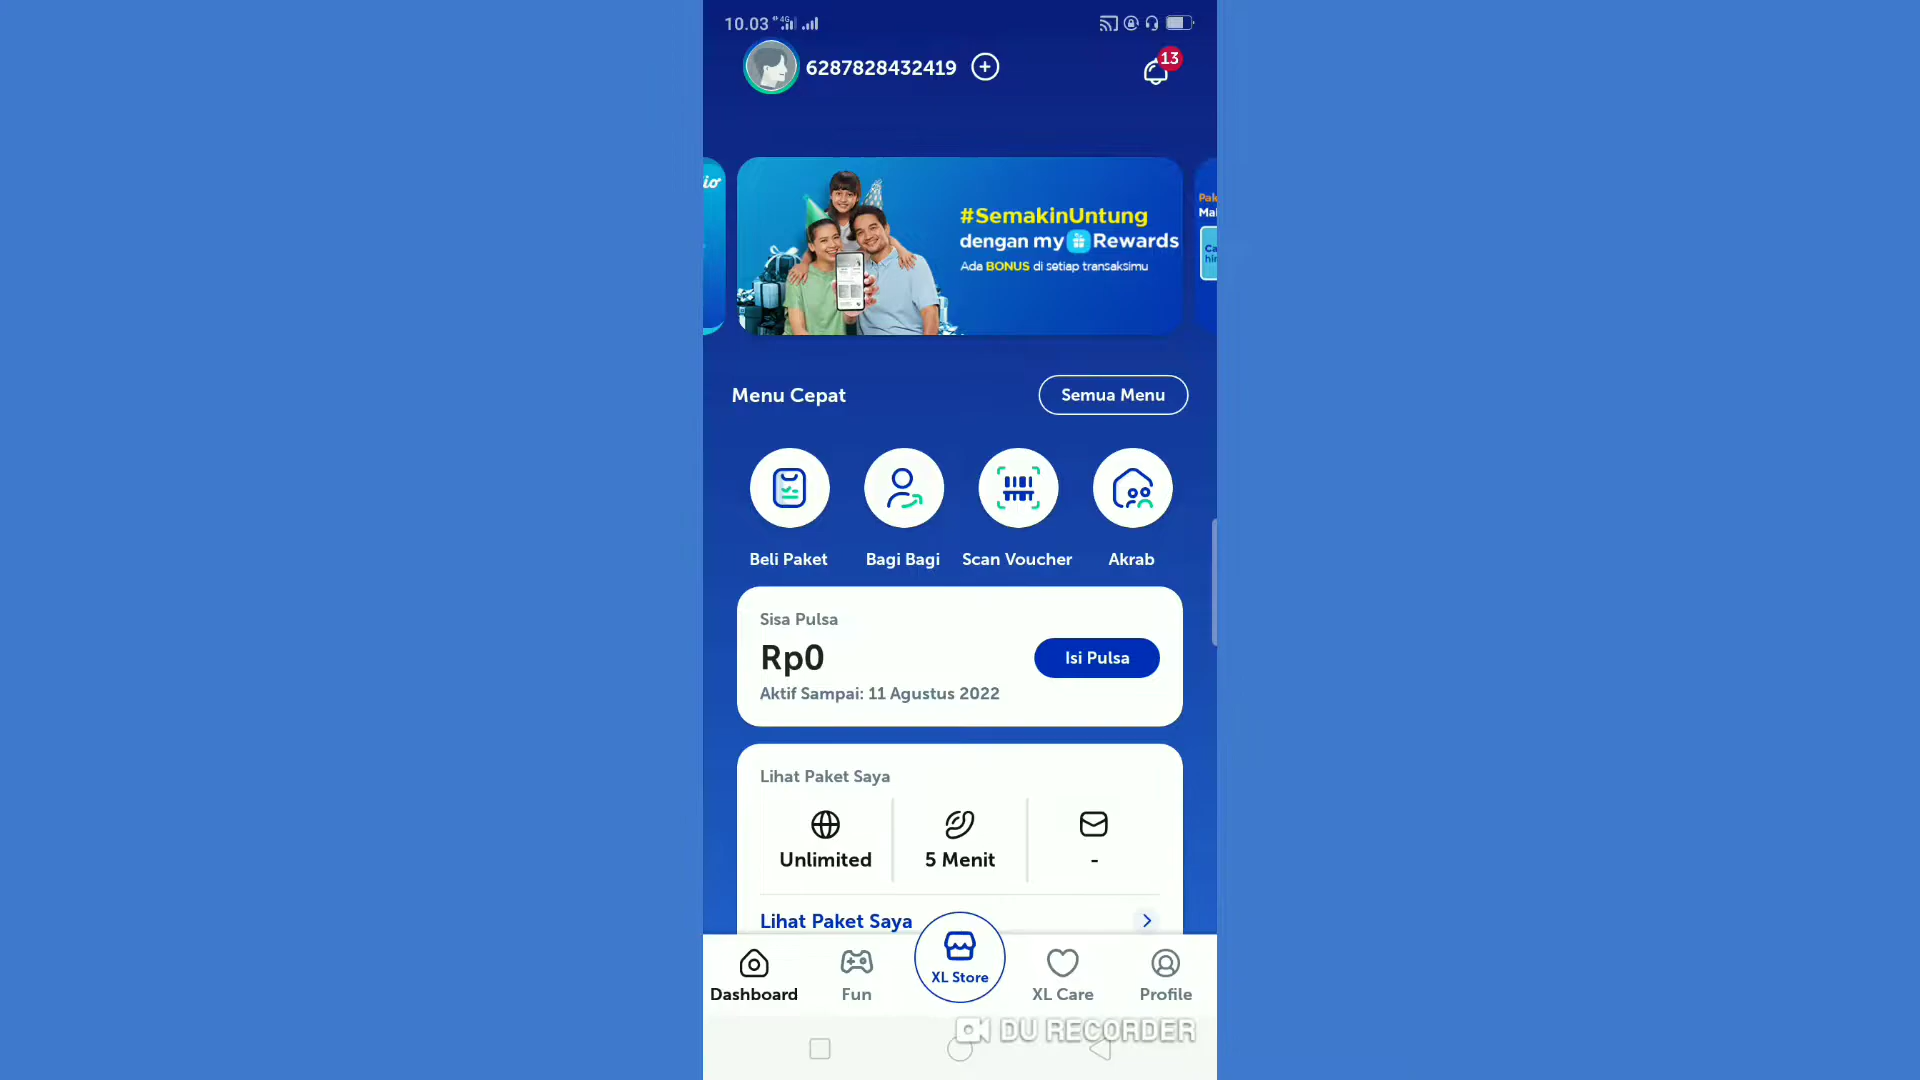 10.03 4G
6287828432419
13
io
#SemakinUntung
dengan my Rewards
Ada BONUS di setiap transaksimu
Menu Cepat
Semua Menu
Beli Paket
Bagi Bagi
Scan Voucher
Akrab
Sisa Pulsa
Rp0
Isi Pulsa
Aktif Sampai: 11 Agustus 2022
Lihat Paket Saya
Unlimited
5 Menit
-
Lihat Paket Saya
XL Store
Dashboard
Fun
XL Care
Profile
DU RECORDER